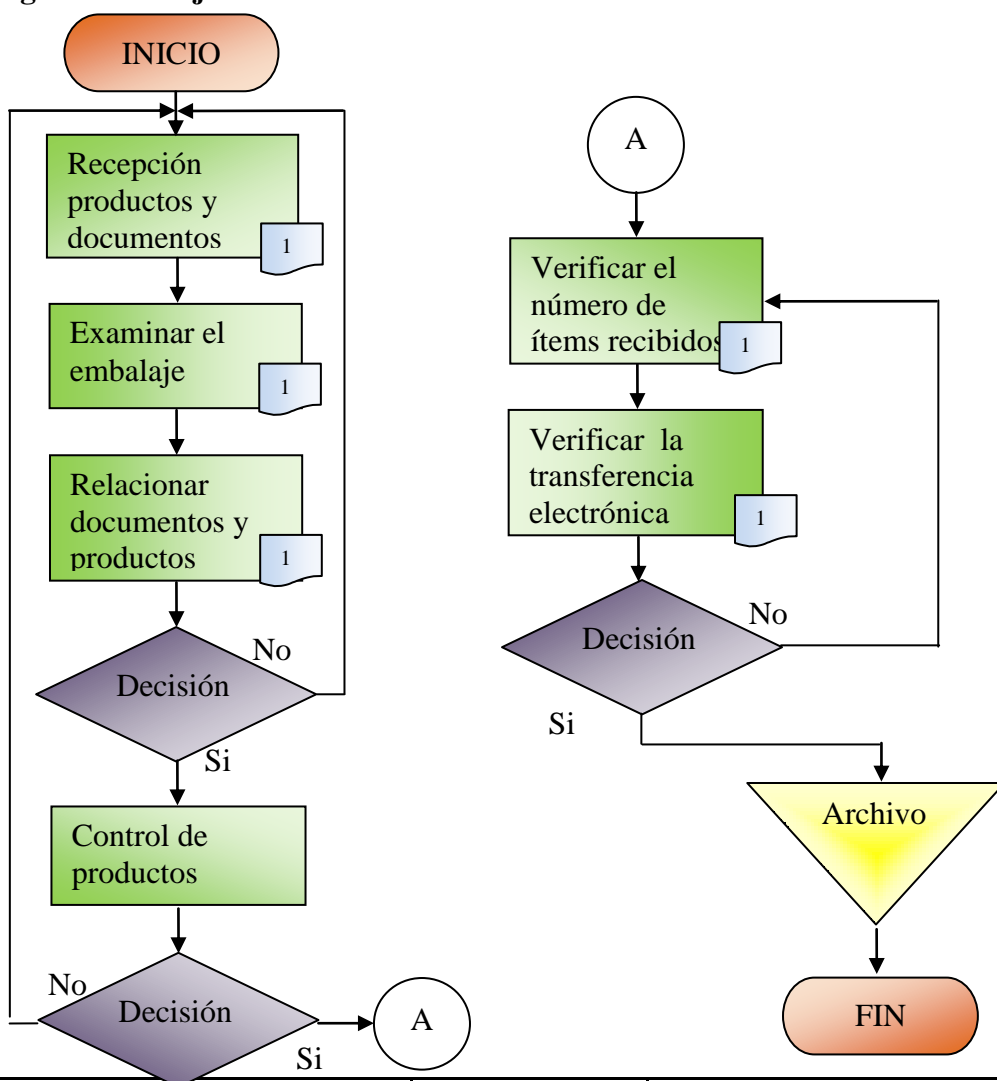 INICIO
Recepción
productos y
documentos
1
Examinar el
embalaje
1
Relacionar
documentos y
productos
1
Decisión
No
Si
Control de
productos
Decisión
No
Si
A
A
Verificar el
número de
ítems recibidos
1
Verificar la
transferencia
electrónica
1
Decisión
No
Si
Archivo
FIN